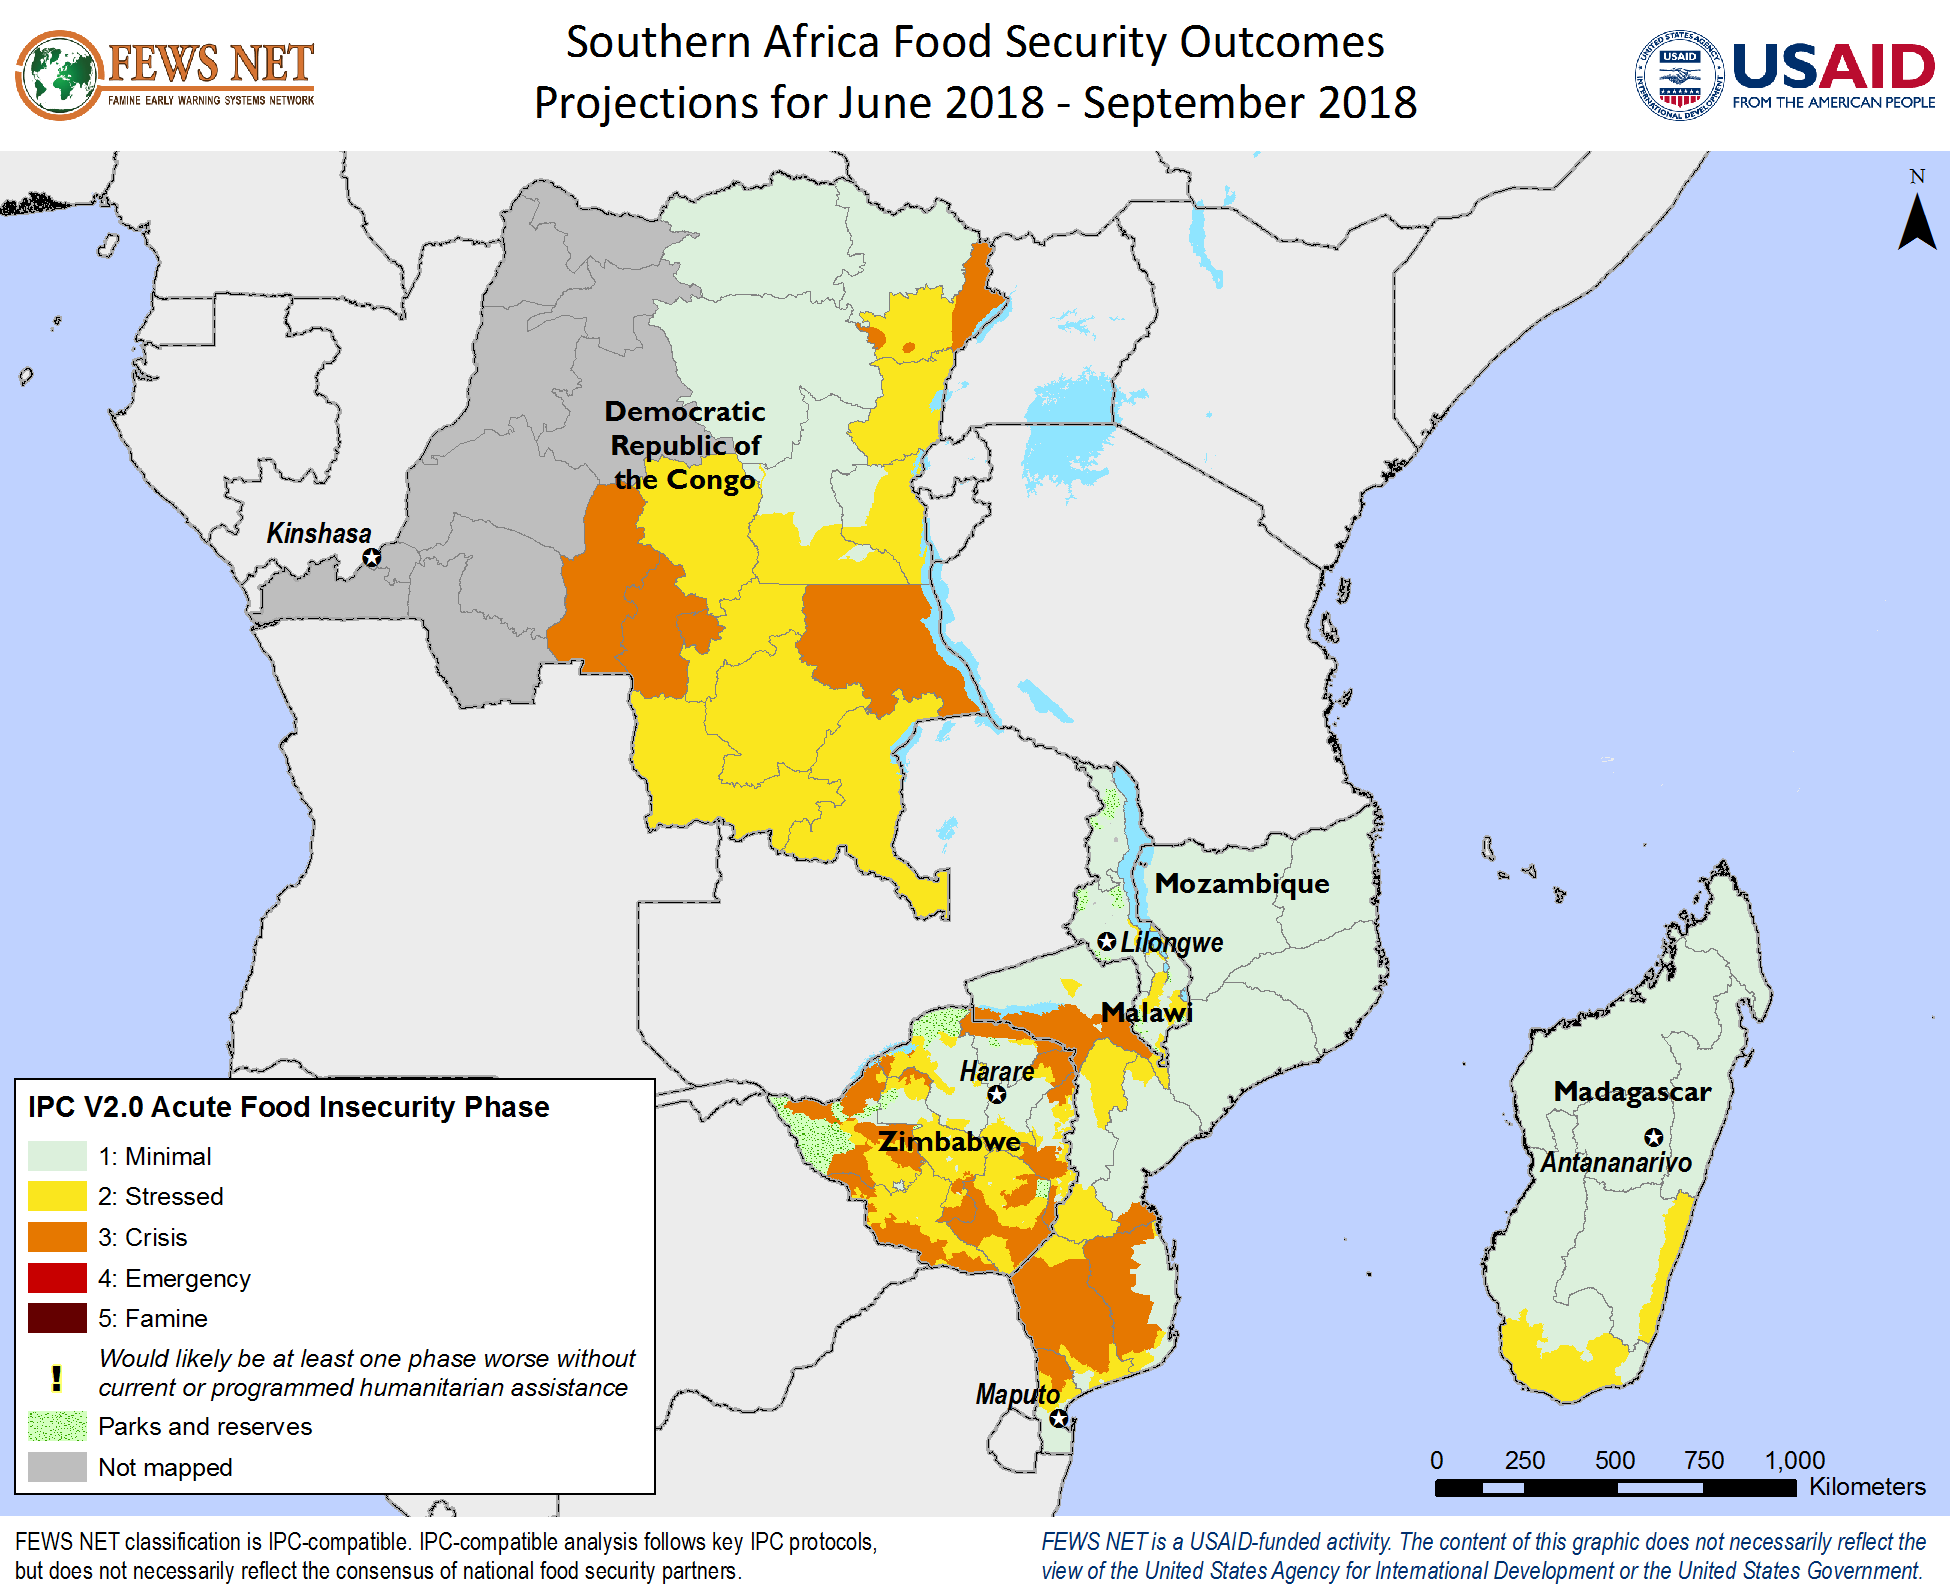 FEWS NET
FAMINE EARLY WARNING SYSTEMS NETWORK
Southern Africa Food Security Outcomes
Projections for June 2018 - September 2018
UNITED STATES AGENCY
USAID
INTERNATIONAL DEVELOPMENT
USAID
FROM THE AMERICAN PEOPLE
N
Democratic
Republic of
the Congo
Kinshasa
Mozambique
Lilongwe
Malawi
Harare
Zimbabwe
Madagascar
Antananarivo
Maputo
IPC V2.0 Acute Food Insecurity Phase
1: Minimal
2: Stressed
3: Crisis
4: Emergency
5: Famine
! Would likely be at least one phase worse without
current or programmed humanitarian assistance
Parks and reserves
Not mapped
0 250 500 750 1,000
Kilometers
FEWS NET classification is IPC-compatible. IPC-compatible analysis follows key IPC protocols,
but does not necessarily reflect the consensus of national food security partners.
FEWS NET is a USAID-funded activity. The content of this graphic does not necessarily reflect the
view of the United States Agency for International Development or the United States Government.